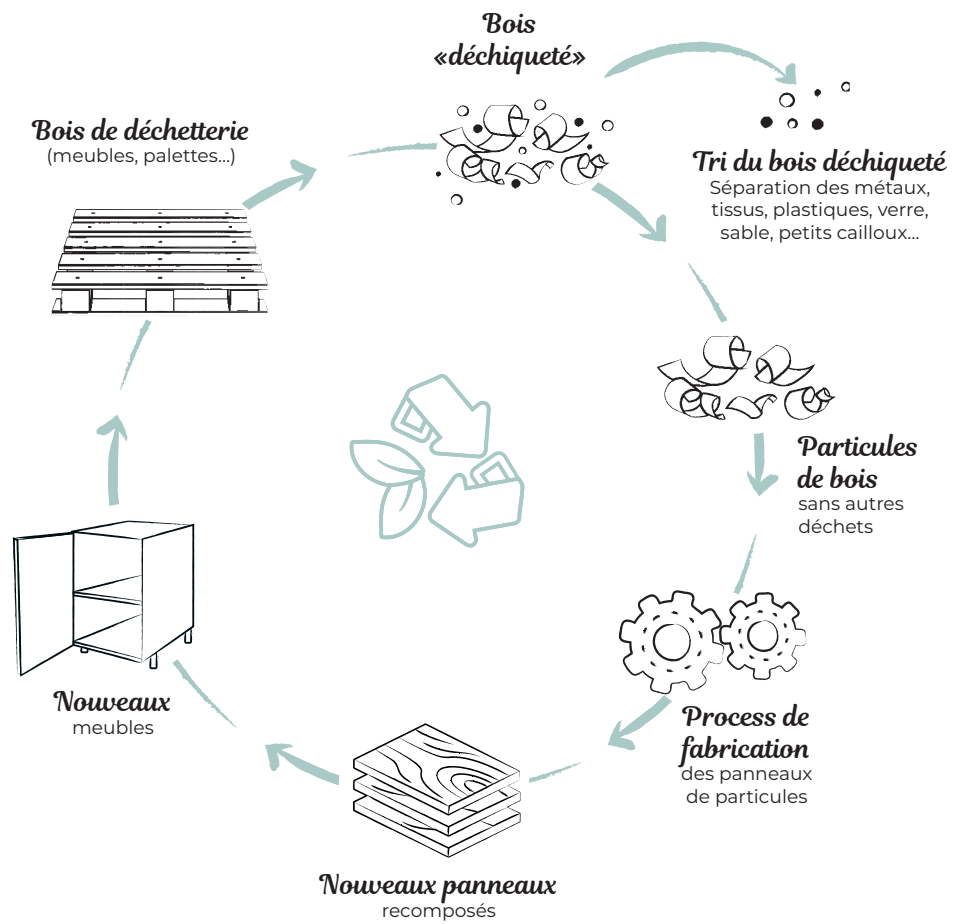 Bois
«déchiqueté»
Bois de déchetterie
(meubles, palettes...)
Tri du bois déchiqueté
Séparation des métaux,
tissus, plastiques, verre,
sable, petits cailloux...
Particules
de bois
sans autres
déchets
Process de
fabrication
des panneaux
de particules
Nouveaux panneaux
recomposés
Nouveaux
meubles